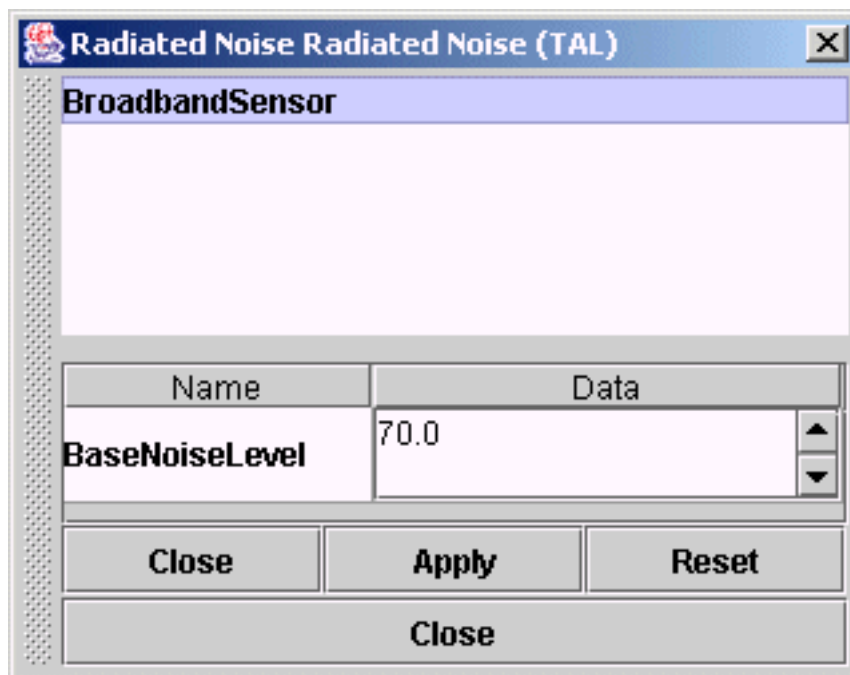 Radiated Noise Radiated Noise (TAL)
BroadbandSensor
Name Data
BaseNoiseLevel 70.0
Close Apply Reset
Close